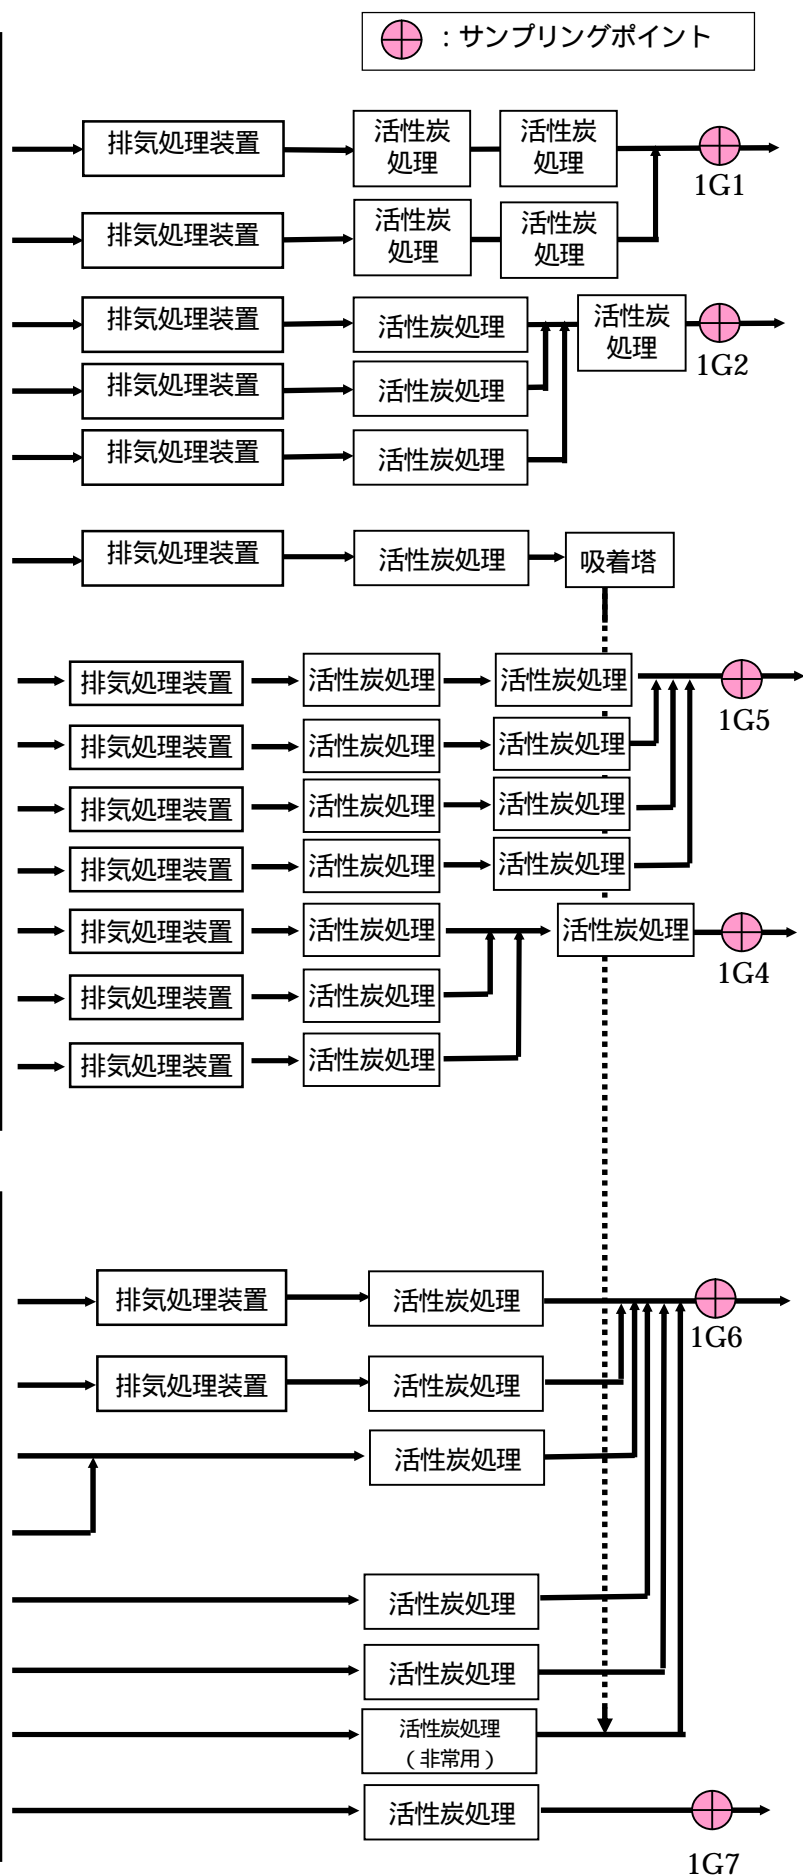 ：サンプリングポイント
排気処理装置
活性炭
処理
活性炭
処理
1G1
排気処理装置
活性炭
処理
活性炭
処理
排気処理装置
活性炭処理
活性炭
処理
1G2
排気処理装置
活性炭処理
排気処理装置
活性炭処理
排気処理装置
活性炭処理
吸着塔
排気処理装置
活性炭処理
活性炭処理
1G5
排気処理装置
活性炭処理
活性炭処理
排気処理装置
活性炭処理
活性炭処理
排気処理装置
活性炭処理
活性炭処理
排気処理装置
活性炭処理
活性炭処理
1G4
排気処理装置
活性炭処理
排気処理装置
活性炭処理
排気処理装置
活性炭処理
1G6
排気処理装置
活性炭処理
活性炭処理
活性炭処理
活性炭処理
活性炭処理
（非常用）
活性炭処理
1G7